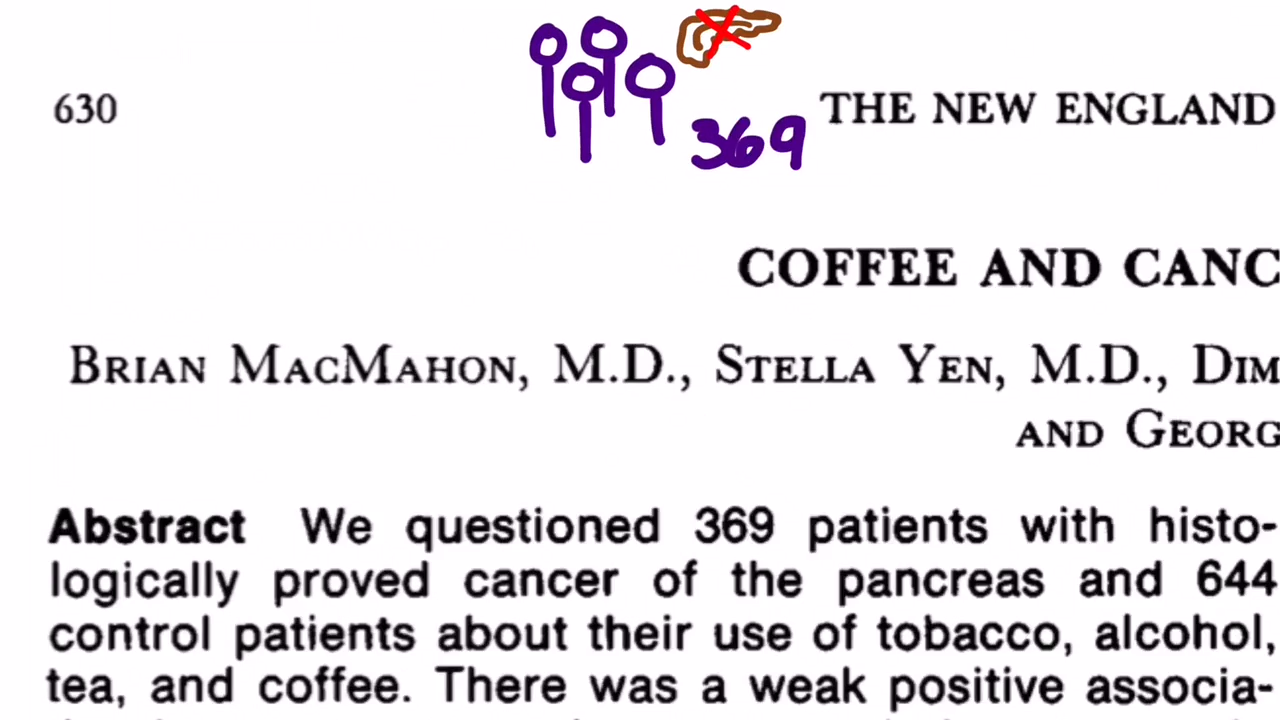 369
630
THE NEW ENGLAND
COFFEE AND CANC
BRIAN MACMAHON, M.D., STELLA YEN, M.D., DIM
AND GEORG
Abstract We questioned 369 patients with histo-
logically proved cancer of the pancreas and 644
control patients about their use of tobacco, alcohol,
tea, and coffee. There was a weak positive associa-